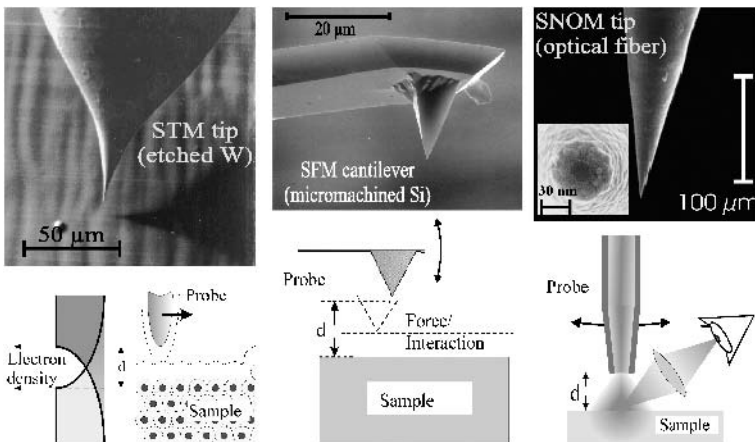 STM tip
(etched W)
50 μm
20 μm
SFM cantilever
(micromachined Si)
SNOM tip
(optical fiber)
30 nm
100 μm
Electron
density
d
Probe
Sample
Probe
d
Force/
Interaction
Sample
Probe
d
Sample